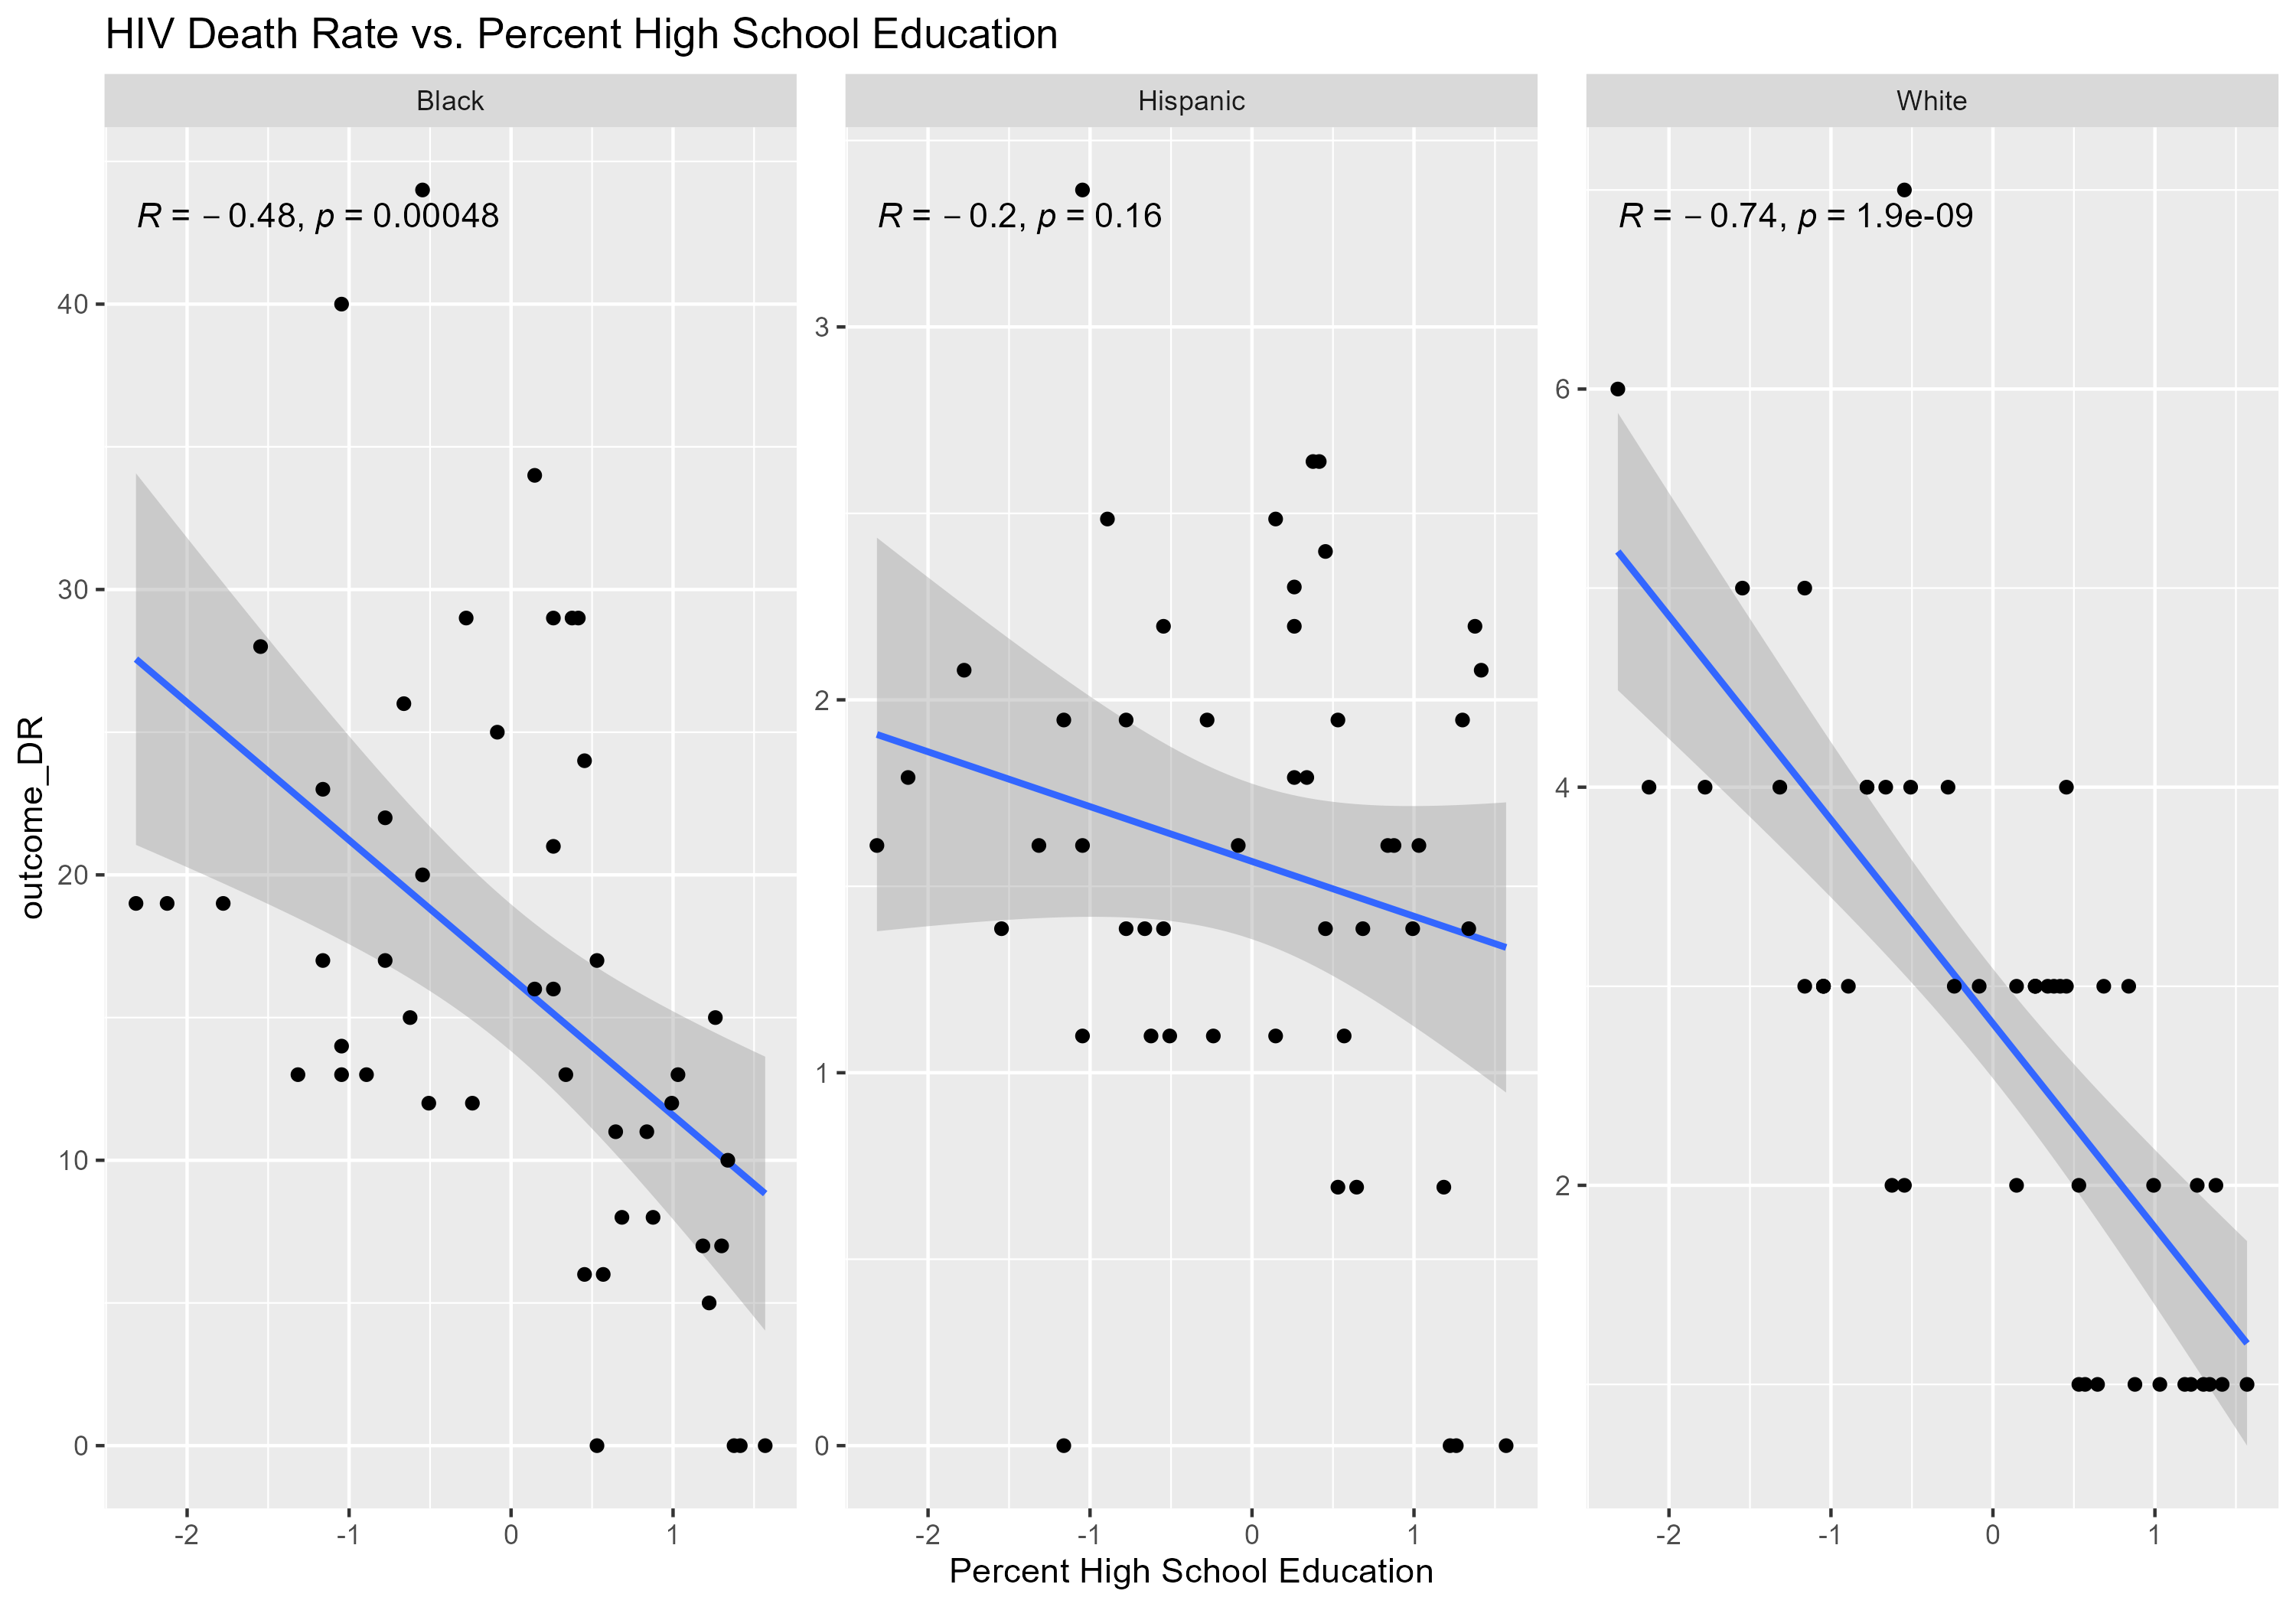 HIV Death Rate vs. Percent High School Education
Black
Hispanic
White
R = − 0.48, p = 0.00048
R = − 0.2, p = 0.16
R = − 0.74, p = 1.9e-09
40
30
20
10
0
3
2
1
0
6
4
2
outcome_DR
-2 -1 0 1
-2 -1 0 1
-2 -1 0 1
Percent High School Education